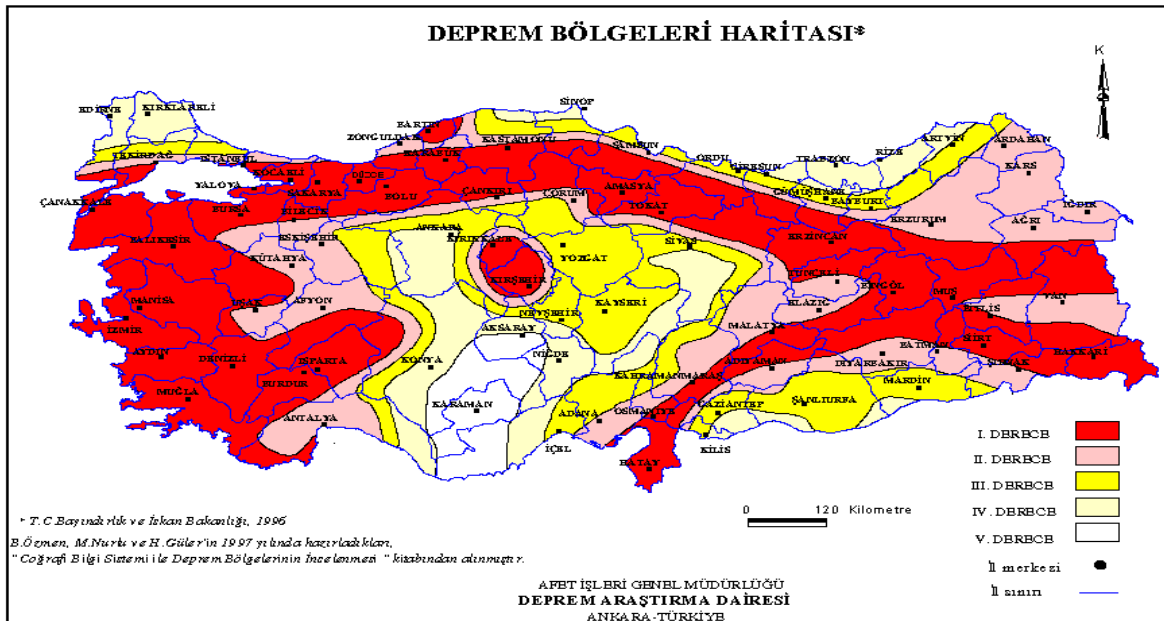 DEPREM BÖLGELERİ HARİTASI*
K
SİNOP
EDİRNE
KIRKLARELİ
BARTIN
ZONGULDAK
KASTAMONU
KARABÜK
SAMSUN
ARTVİN
ARDAHAN
RİZE
TRABZON
KARS
ORDU
GİRESUN
TEKİRDAĞ
İSTANBUL
KOCAELİ
YALOVA
SAKARYA
DÜZCE
BOLU
ÇANKIRI
ÇORUM
AMASYA
TOKAT
GÜMÜŞHANE
BAYBURT
ERZURUM
AĞRI
IĞDIR
ÇANAKKALE
BURSA
BİLECİK
ESKİŞEHİR
ANKARA
KIRIKKALE
YOZGAT
SİVAS
ERZİNCAN
BALIKESİR
KÜTAHYA
KIRŞEHİR
TUNCELİ
BİNGÖL
MUŞ
VAN
MANİSA
UŞAK
AFYON
NEVŞEHİR
KAYSERİ
ELAZIĞ
BİTLİS
İZMİR
AKSARAY
MALATYA
AYDIN
DENİZLİ
ISPARTA
KONYA
NİĞDE
ADIYAMAN
DİYARBAKIR
BATMAN
SİİRT
ŞIRNAK
HAKKARİ
BURDUR
KAHRAMANMARAŞ
MARDİN
MUĞLA
ANTALYA
KARAMAN
ADANA
OSMANİYE
GAZİANTEP
ŞANLIURFA
İÇEL
KİLİS
HATAY
I. DERECE
II. DERECE
III. DERECE
IV. DERECE
V. DERECE
İl merkezi
İl sınırı
0 120 Kilometre
* T.C Bayındırlık ve İskan Bakanlığı, 1996
B.Özmen, M.Nurlu ve H.Güler'in 1997 yılında hazırladıkları,
"Coğrafi Bilgi Sistemi ile Deprem Bölgelerinin İncelenmesi" kitabından alınmıştır.
AFET İŞLERİ GENEL MÜDÜRLÜĞÜ
DEPREM ARAŞTIRMA DAİRESİ
ANKARA-TÜRKİYE